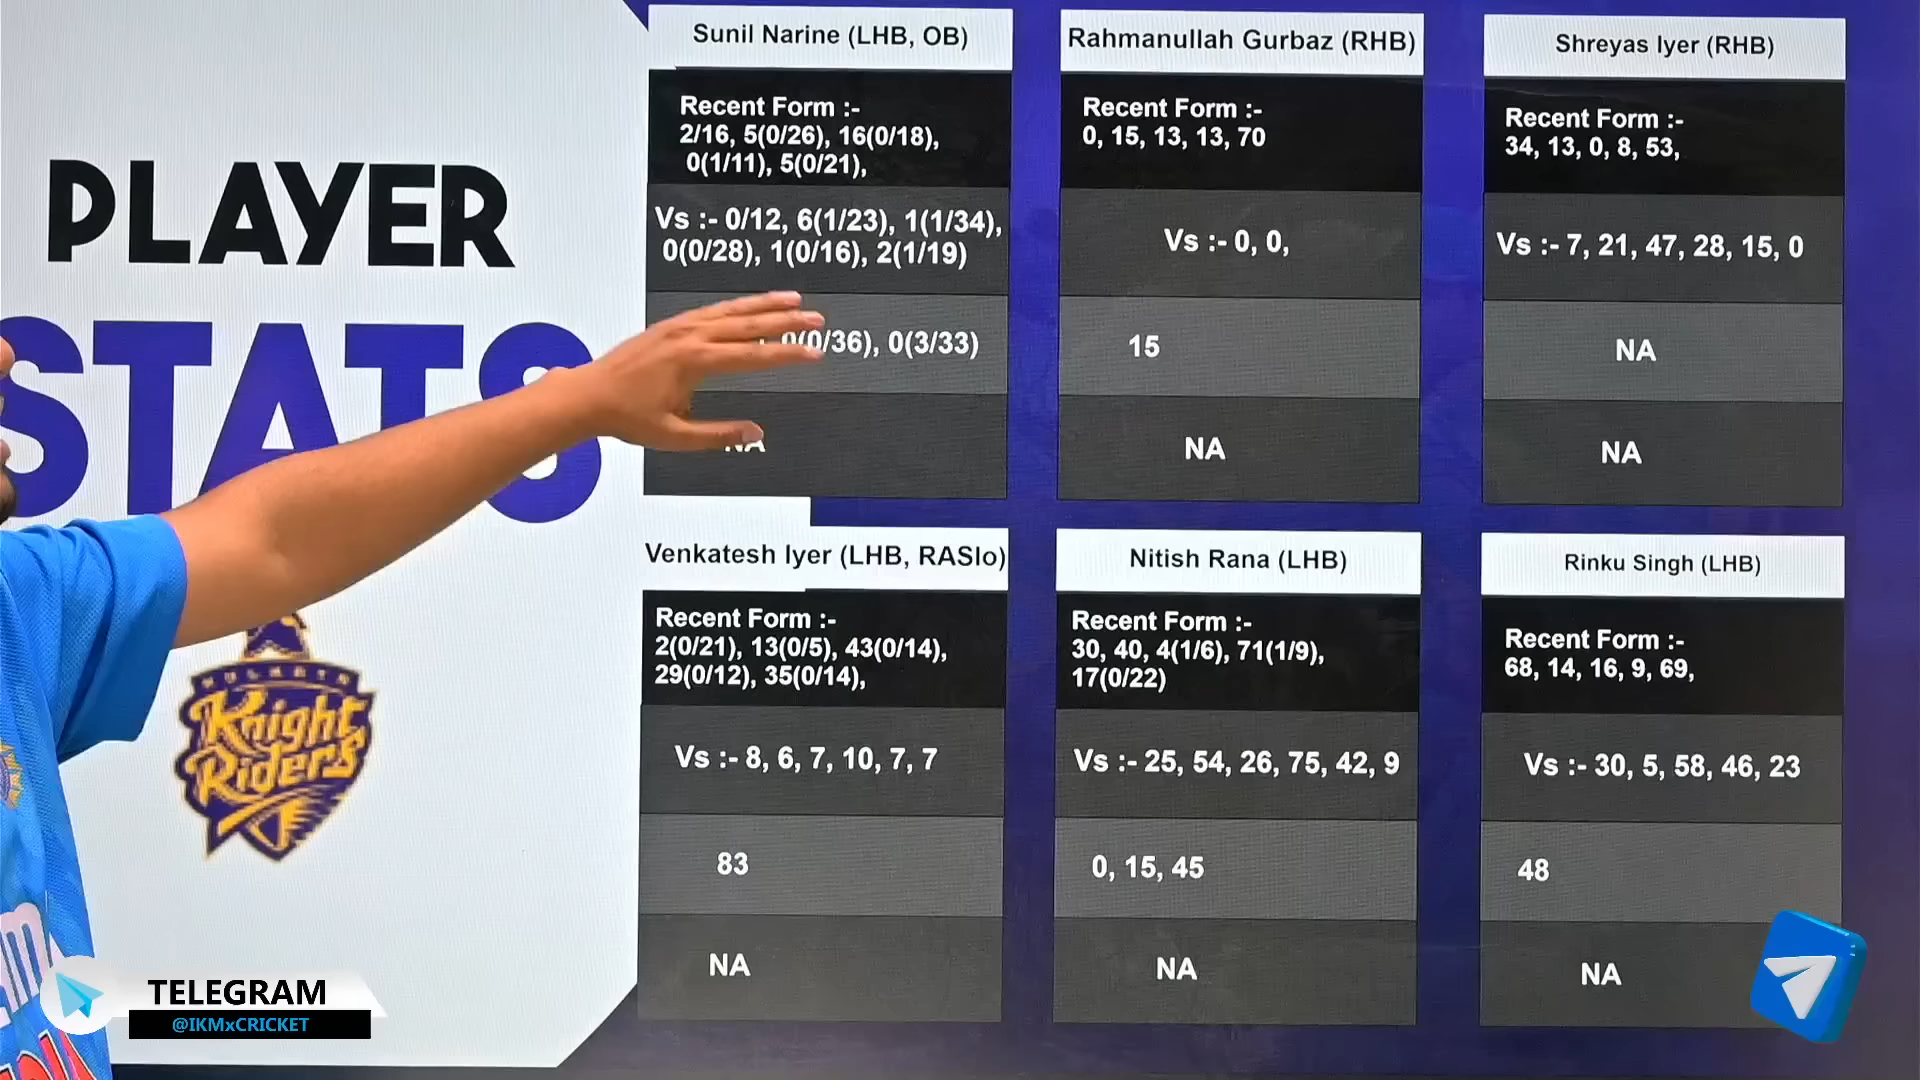 PLAYER
STATS
Knight
Riders
Sunil Narine (LHB, OB)
Recent Form :-
2/16, 5(0/26), 16(0/18),
0(1/11), 5(0/21),
Vs :- 0/12, 6(1/23), 1(1/34),
0(0/28), 1(0/16), 2(1/19)
0(0/36), 0(3/33)
NA
Rahmanullah Gurbaz (RHB)
Recent Form :-
0, 15, 13, 13, 70
Vs :- 0, 0,
15
NA
Shreyas Iyer (RHB)
Recent Form :-
34, 13, 0, 8, 53,
Vs :- 7, 21, 47, 28, 15, 0
NA
NA
Venkatesh Iyer (LHB, RASlo)
Recent Form :-
2(0/21), 13(0/5), 43(0/14),
29(0/12), 35(0/14),
Vs :- 8, 6, 7, 10, 7, 7
83
NA
Nitish Rana (LHB)
Recent Form :-
30, 40, 4(1/6), 71(1/9),
17(0/22)
Vs :- 25, 54, 26, 75, 42, 9
0, 15, 45
NA
Rinku Singh (LHB)
Recent Form :-
68, 14, 16, 9, 69,
Vs :- 30, 5, 58, 46, 23
48
NA
TELEGRAM
@IKMxCRICKET